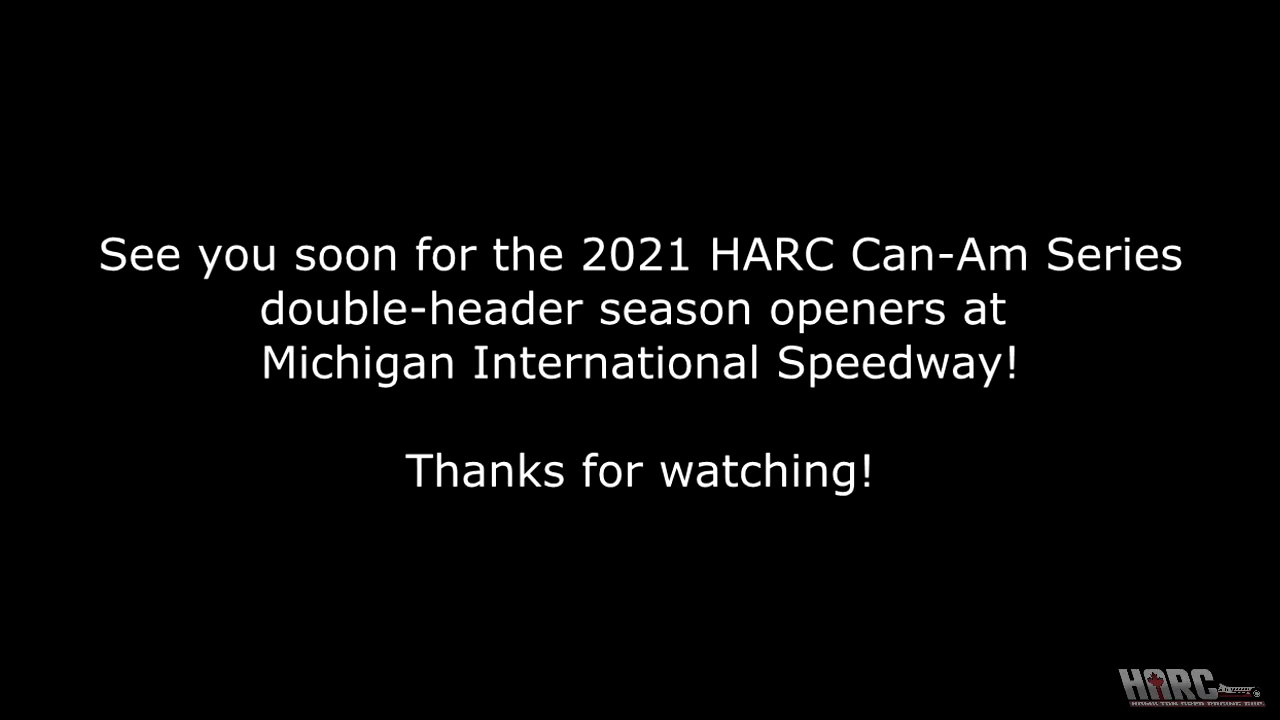 See you soon for the 2021 HARC Can-Am Series
double-header season openers at
Michigan International Speedway!
Thanks for watching!
HARC